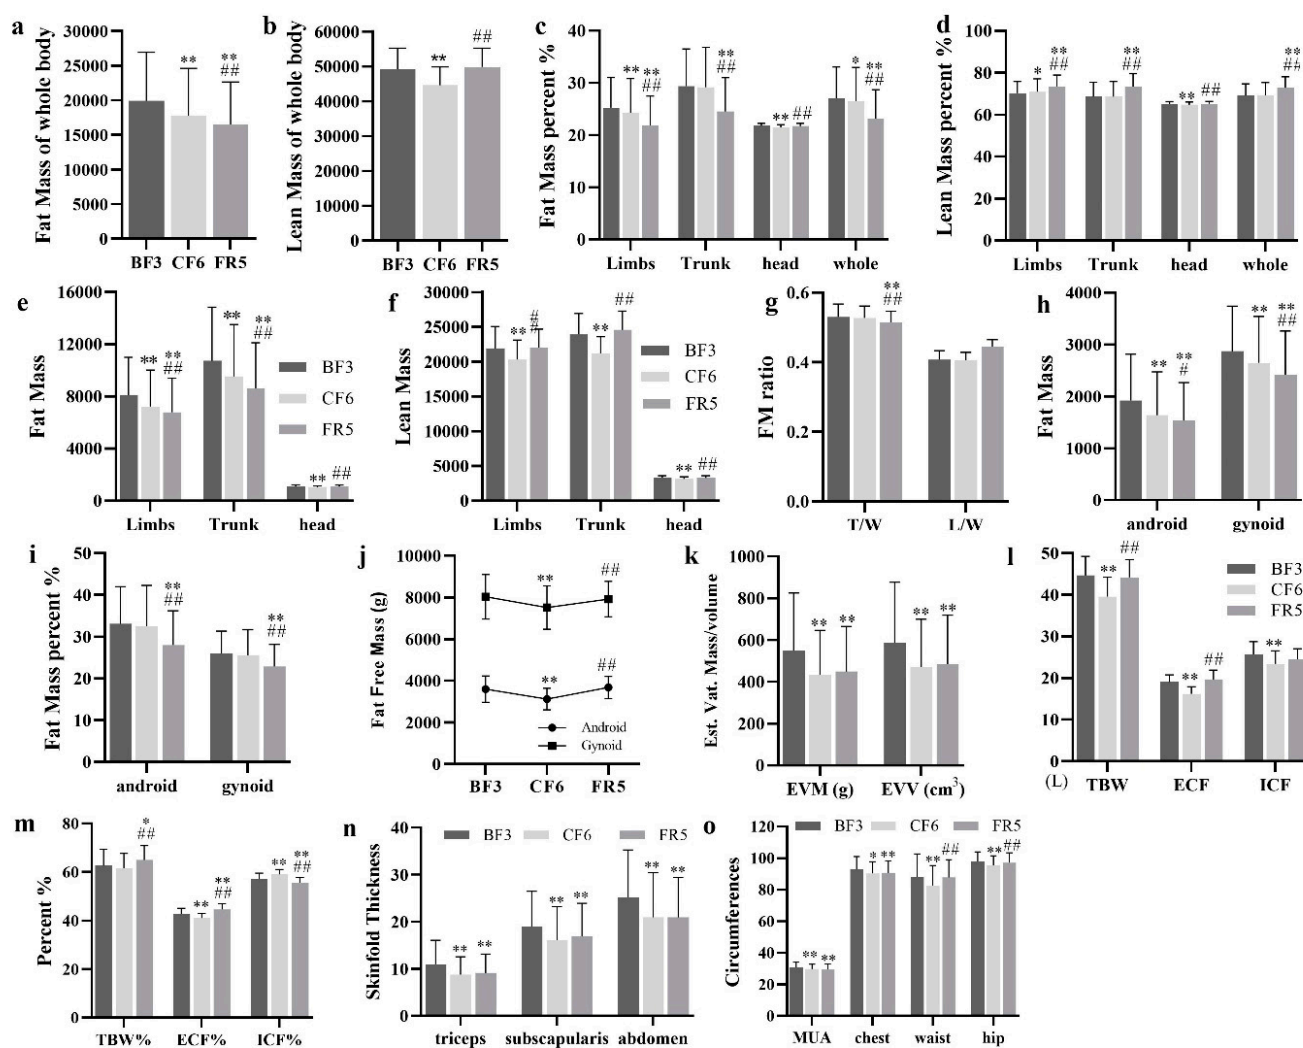 a
Fat Mass of whole body
30000
25000
20000
15000
10000
5000
0
**
**
##
BF3 CF6 FR5
b
Lean Mass of whole body
60000
50000
40000
30000
20000
10000
0
**
##
BF3 CF6 FR5
c
Fat Mass percent %
40
30
20
10
0
** ** ##
** ##
** ##
* ** ##
Limbs Trunk head whole
d
Lean Mass percent %
100
80
60
40
20
0
* ** ##
** ##
** ##
** ##
Limbs Trunk head whole
e
Fat Mass
16000
12000
8000
4000
0
** ** ##
** ** ##
** ##
BF3
CF6
FR5
Limbs Trunk head
f
Lean Mass
30000
25000
20000
15000
10000
5000
0
** # #
** ##
** ##
BF3
CF6
FR5
Limbs Trunk head
g
FM ratio
0.6
0.4
0.2
0.0
**
##
T/W L/W
h
Fat Mass
4000
3000
2000
1000
0
** ** #
** ** ##
android gynoid
i
Fat Mass percent %
50
40
30
20
10
0
** ##
** ##
android gynoid
j
Fat Free Mass (g)
10000
8000
6000
4000
2000
0
** ##
** ##
Android
Gynoid
BF3 CF6 FR5
k
Est. Vat. Mass/volume
1000
800
600
400
200
0
** **
** **
EVM (g) EVV (cm³)
l
50
40
30
20
10
0
** ##
** ##
**
BF3
CF6
FR5
(L) TBW ECF ICF
m
Percent %
80
60
40
20
0
* ##
** ** ##
** ** ##
TBW% ECF% ICF%
n
Skinfold Thickness
40
30
20
10
0
BF3 CF6 FR5
** **
** **
** **
triceps subscapularis abdomen
o
Circumferences
120
100
80
60
40
20
0
BF3 CF6 FR5
** **
* **
** ##
** ##
MUA chest waist hip